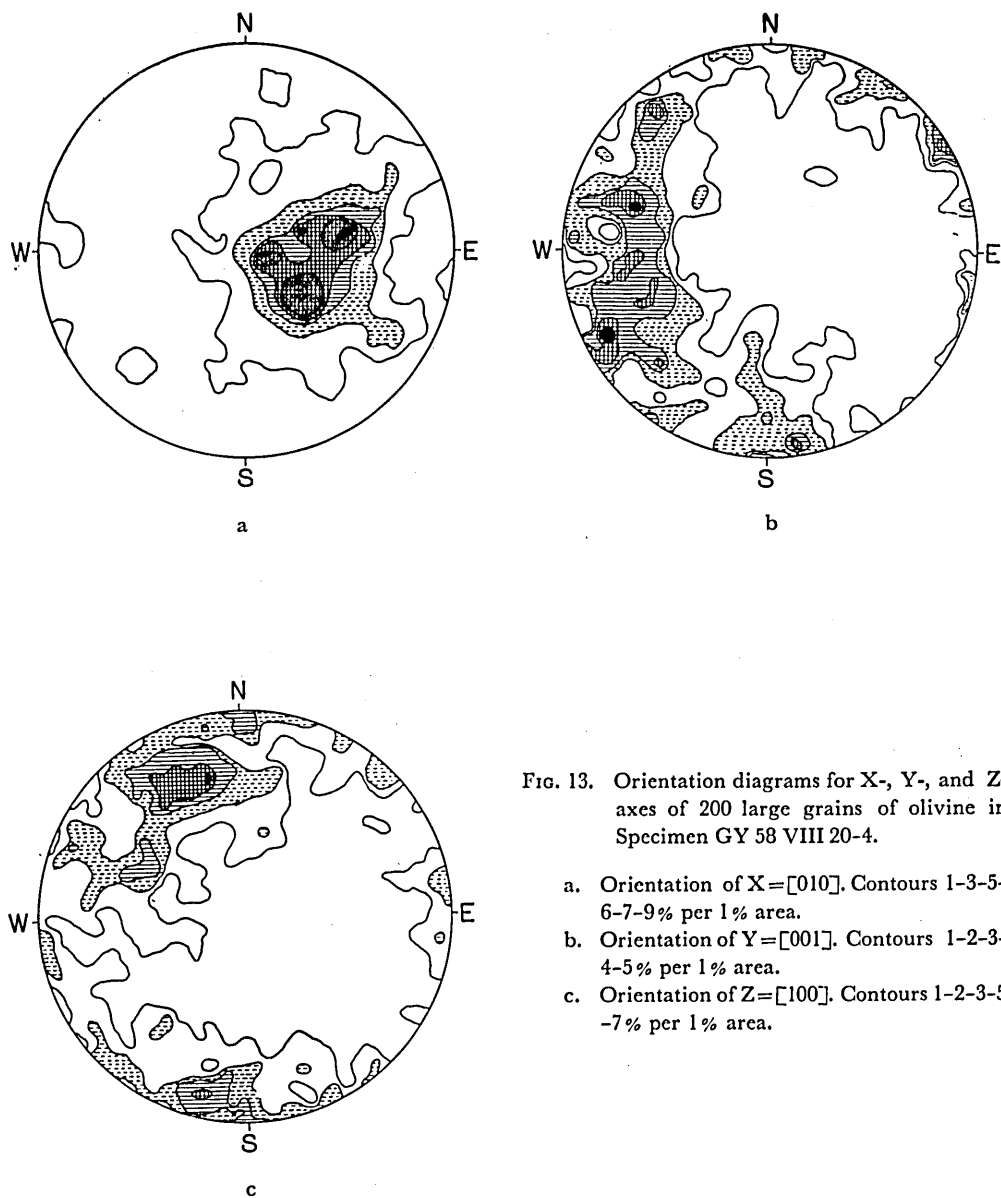 N
N
W
E
W
E
S
S
a
b
N
W
E
S
c
FIG. 13. Orientation diagrams for X-, Y-, and Z
axes of 200 large grains of olivine in
Specimen GY 58 VIII 20-4.
a. Orientation of X=[010]. Contours 1-3-5-
6-7-9% per 1% area.
b. Orientation of Y=[001]. Contours 1-2-3-
4-5% per 1% area.
c. Orientation of Z=[100]. Contours 1-2-3-5
-7% per 1% area.